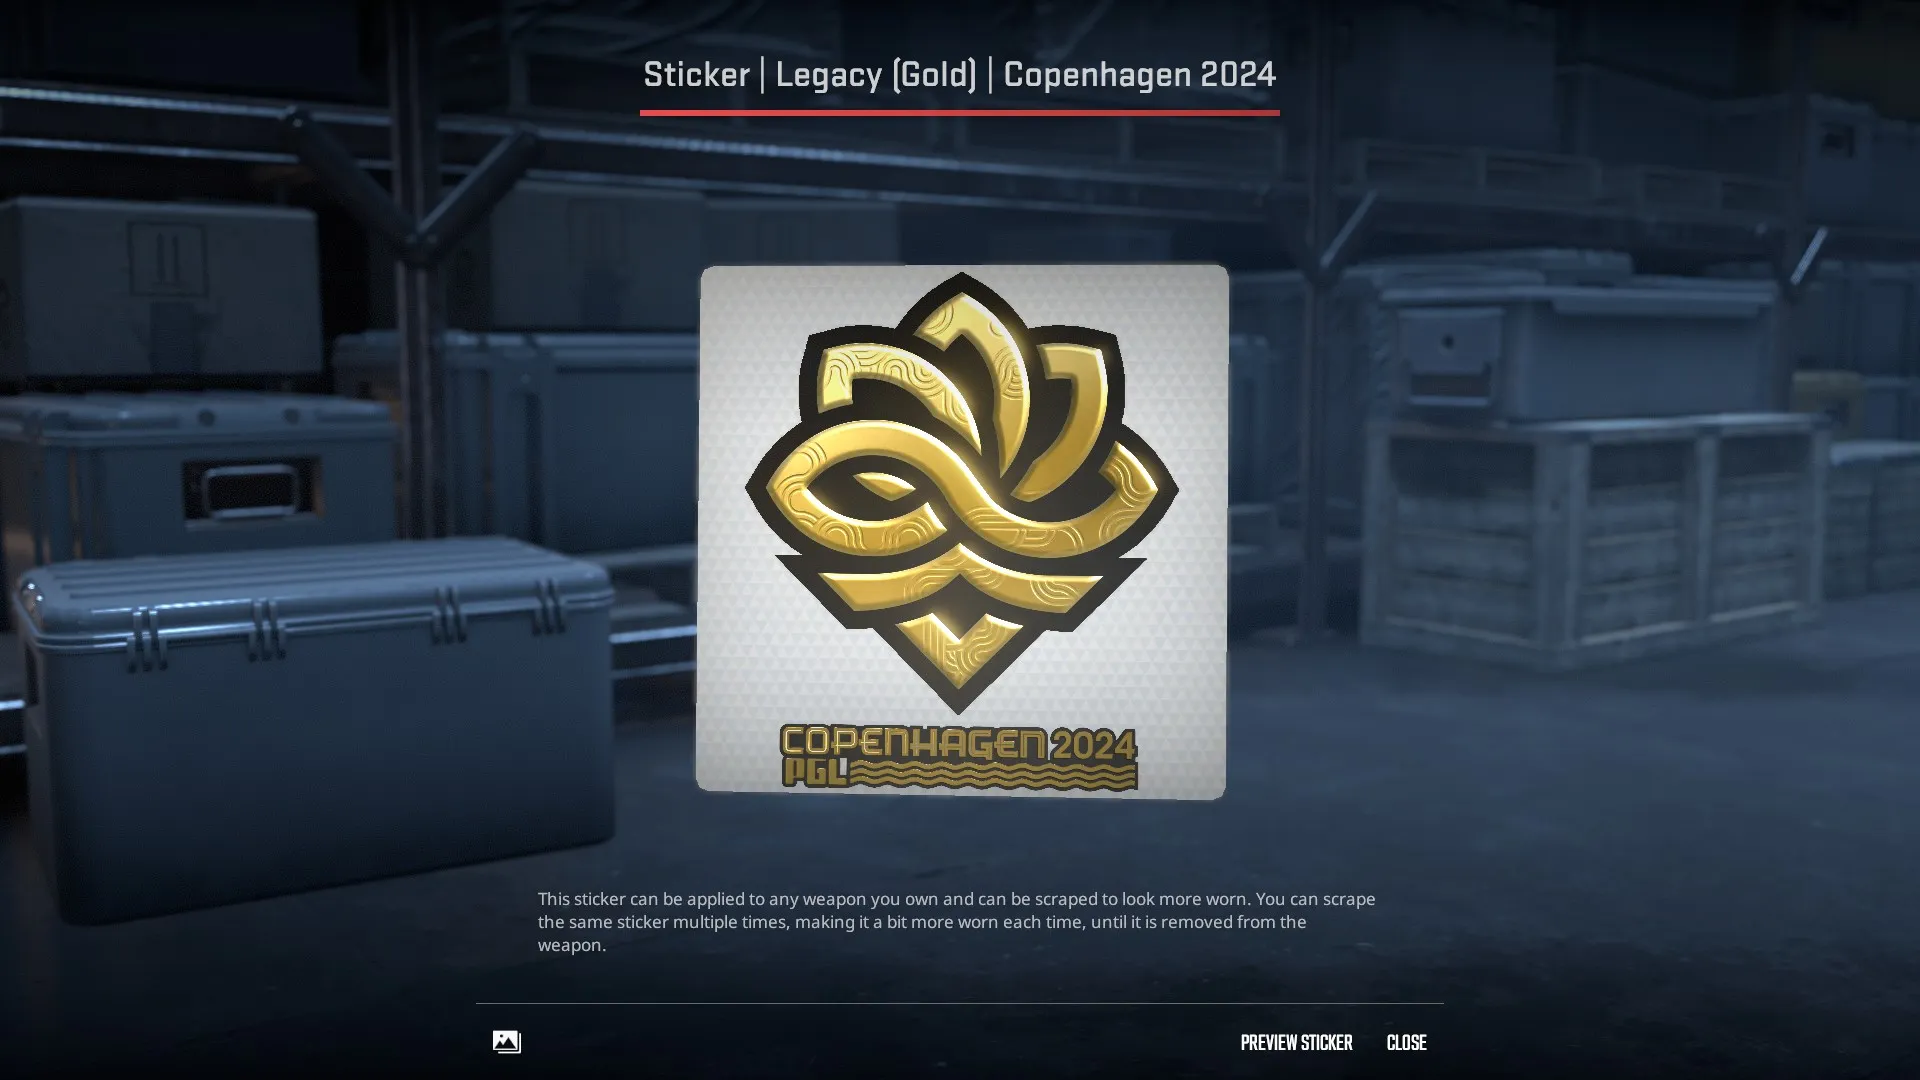 Sticker | Legacy (Gold) | Copenhagen 2024
COPENHAGEN 2024
PGL
This sticker can be applied to any weapon you own and can be scraped to look more worn. You can scrape
the same sticker multiple times, making it a bit more worn each time, until it is removed from the
weapon.
PREVIEW STICKER CLOSE